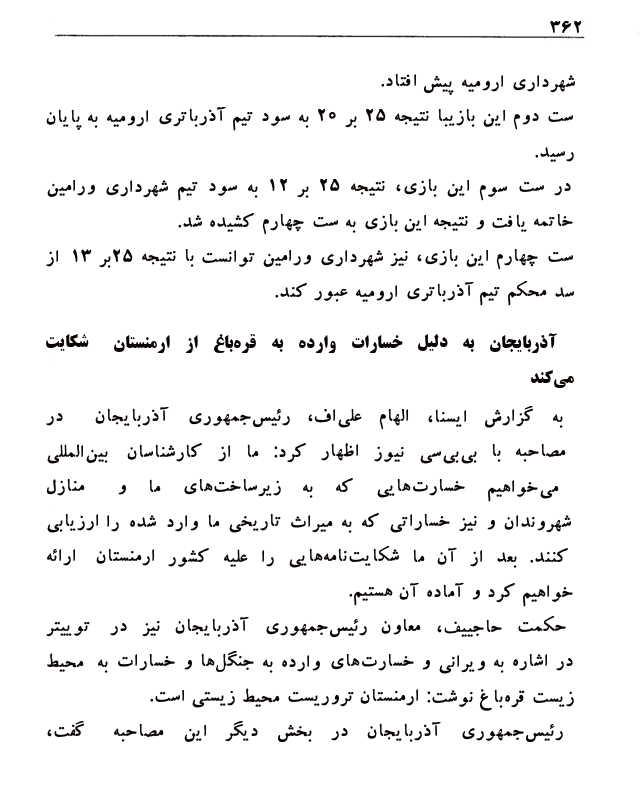 ۳۶۲
شهرداری ارومیه پیش افتاد.
ست دوم این بازیبا نتیجه ۲۵ بر ۲۰ به سود تیم آذرباتری ارومیه به پایان
رسید.
در ست سوم این بازی، نتیجه ۲۵ بر ۱۲ به سود تیم شهرداری ورامین
خاتمه یافت و نتیجه این بازی به ست چهارم کشیده شد.
ست چهارم این بازی، نیز شهرداری ورامین توانست با نتیجه ۲۵بر ۱۳ از
سد محکم تیم آذرباتری ارومیه عبور کند.
آذربایجان به دلیل خسارات وارده به قره‌باغ از ارمنستان شکایت
می‌کند
به گزارش ایسنا، الهام علی‌اف، رئیس‌جمهوری آذربایجان در
مصاحبه با بی‌بی‌سی نیوز اظهار کرد: ما از کارشناسان بین‌المللی
می‌خواهیم خسارت‌هایی که به زیرساخت‌های ما و منازل
شهروندان و نیز خساراتی که به میراث تاریخی ما وارد شده را ارزیابی
کنند. بعد از آن ما شکایت‌نامه‌هایی را علیه کشور ارمنستان ارائه
خواهیم کرد و آماده آن هستیم.
حکمت حاجییف، معاون رئیس‌جمهوری آذربایجان نیز در توییتر
در اشاره به ویرانی و خسارت‌های وارده به جنگل‌ها و خسارات به محیط
زیست قره‌باغ نوشت: ارمنستان تروریست محیط زیستی است.
رئیس‌جمهوری آذربایجان در بخش دیگر این مصاحبه گفت،